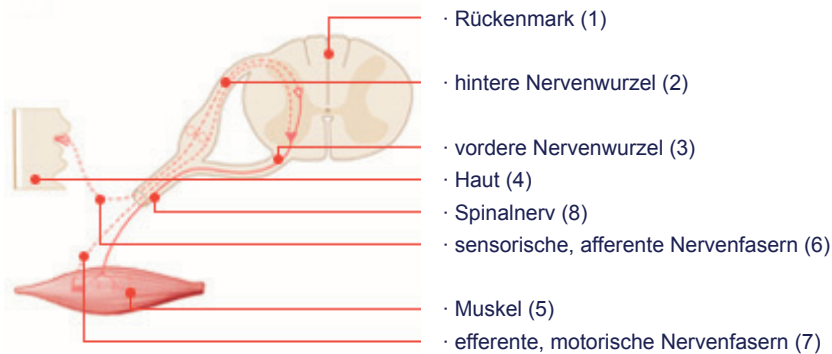 · Rückenmark (1)
· hintere Nervenwurzel (2)
· vordere Nervenwurzel (3)
· Haut (4)
· Spinalnerv (8)
· sensorische, afferente Nervenfasern (6)
· Muskel (5)
· efferente, motorische Nervenfasern (7)